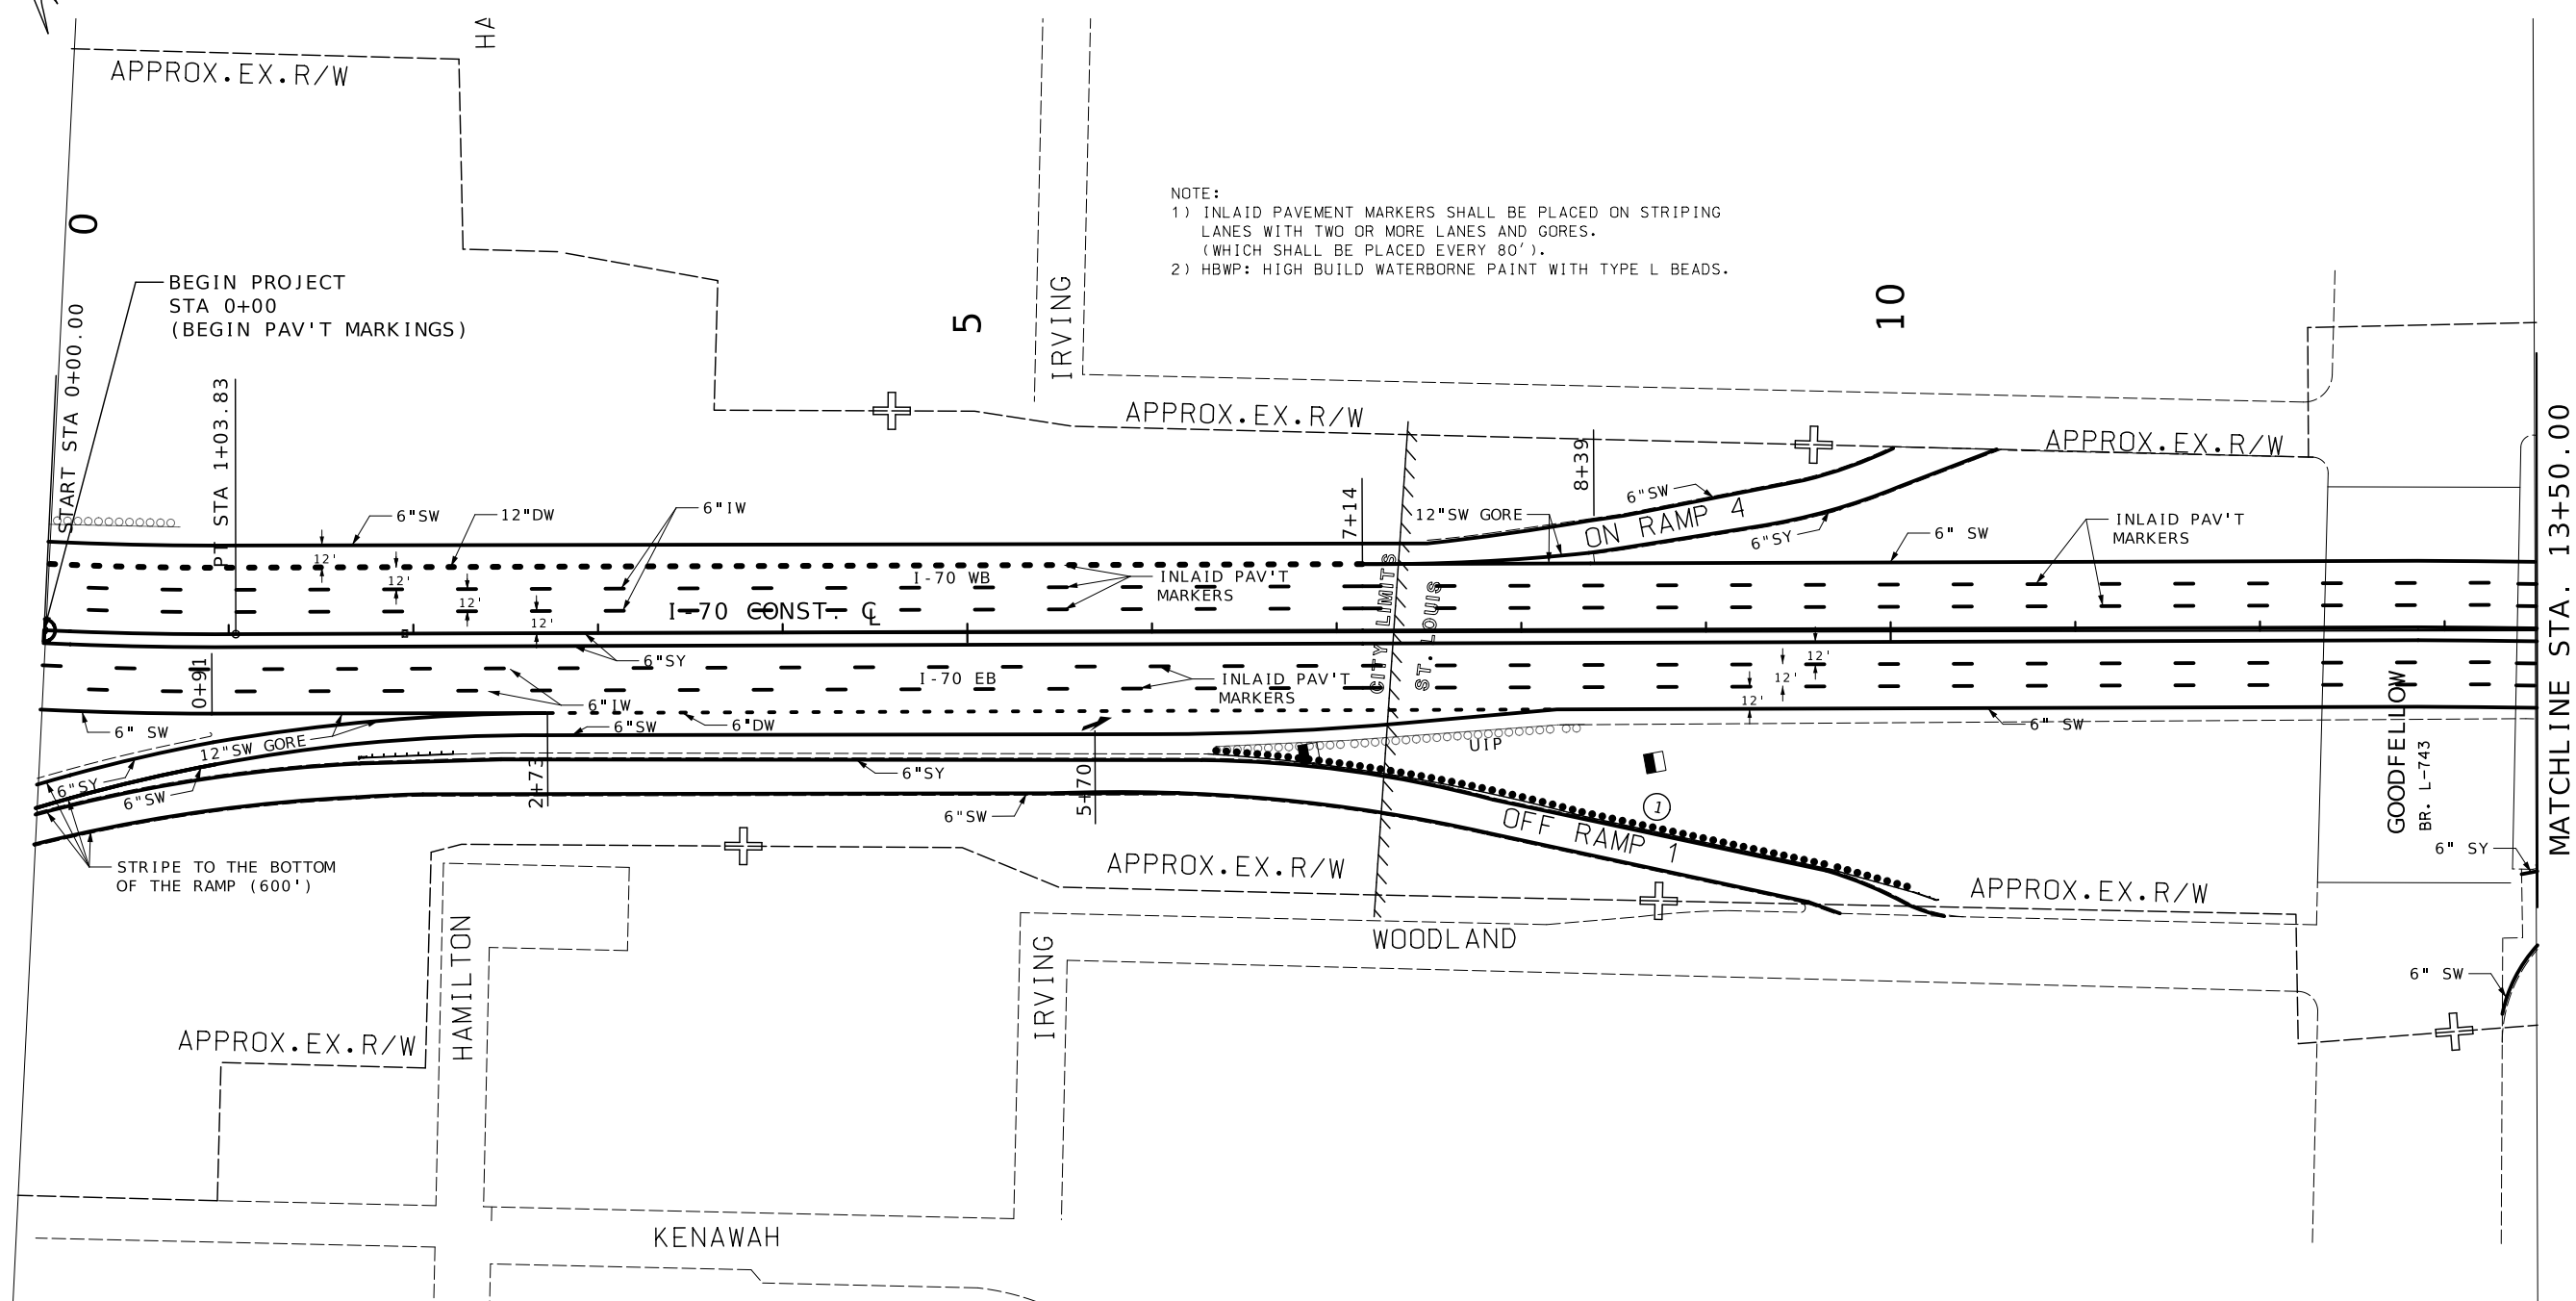 HA
APPROX.EX.R/W
0
BEGIN PROJECT
STA 0+00
(BEGIN PAV'T MARKINGS)
START STA 0+00.00
PT STA 1+03.83
NOTE:
1) INLAID PAVEMENT MARKERS SHALL BE PLACED ON STRIPING
LANES WITH TWO OR MORE LANES AND GORES.
(WHICH SHALL BE PLACED EVERY 80').
2) HBWP: HIGH BUILD WATERBORNE PAINT WITH TYPE L BEADS.
5
IRVING
10
APPROX.EX.R/W
APPROX.EX.R/W
MATCHLINE STA. 13+50.00
6"SW
12"DW
6"IW
7+14
8+39
12"SW GORE
6"SW
ON RAMP 4
6"SY
6" SW
INLAID PAV'T
MARKERS
12'
12'
12'
12'
I-70 WB
INLAID PAV'T
MARKERS
I-70 CONST. ℄
CITY LIMITS
ST. LOUIS
6"SY
0+91
I-70 EB
INLAID PAV'T
MARKERS
12'
12'
12'
6"IW
6" SW
12"SW GORE
6"SW
6"DW
6" SW
UIP
6"SY
6"SW
2+73
6"SY
5+70
6"SW
1
OFF RAMP 1
GOODFELLOW
BR. L-743
6" SY
STRIPE TO THE BOTTOM
OF THE RAMP (600')
APPROX.EX.R/W
APPROX.EX.R/W
WOODLAND
HAMILTON
IRVING
6" SW
APPROX.EX.R/W
KENAWAH